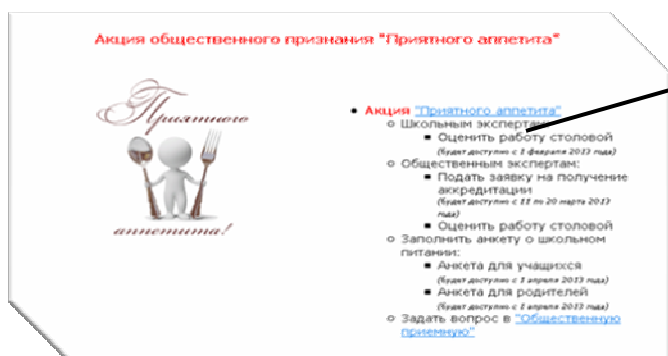 Акция общественного признания "Приятного аппетита"
Приятного
аппетита!
• Акция "Приятного аппетита"
○ Школьным экспертам:
■ Оценить работу столовой
(будет доступно с 1 февраля 2013 года)
○ Общественным экспертам:
■ Подать заявку на получение
аккредитации
(будет доступно с 11 по 20 марта 2013
года)
■ Оценить работу столовой
○ Заполнить анкету о школьном
питании:
■ Анкета для учащихся
(будет доступно с 1 апреля 2013 года)
■ Анкета для родителей
(будет доступно с 1 апреля 2013 года)
○ Задать вопрос в "Общественную
приемную"